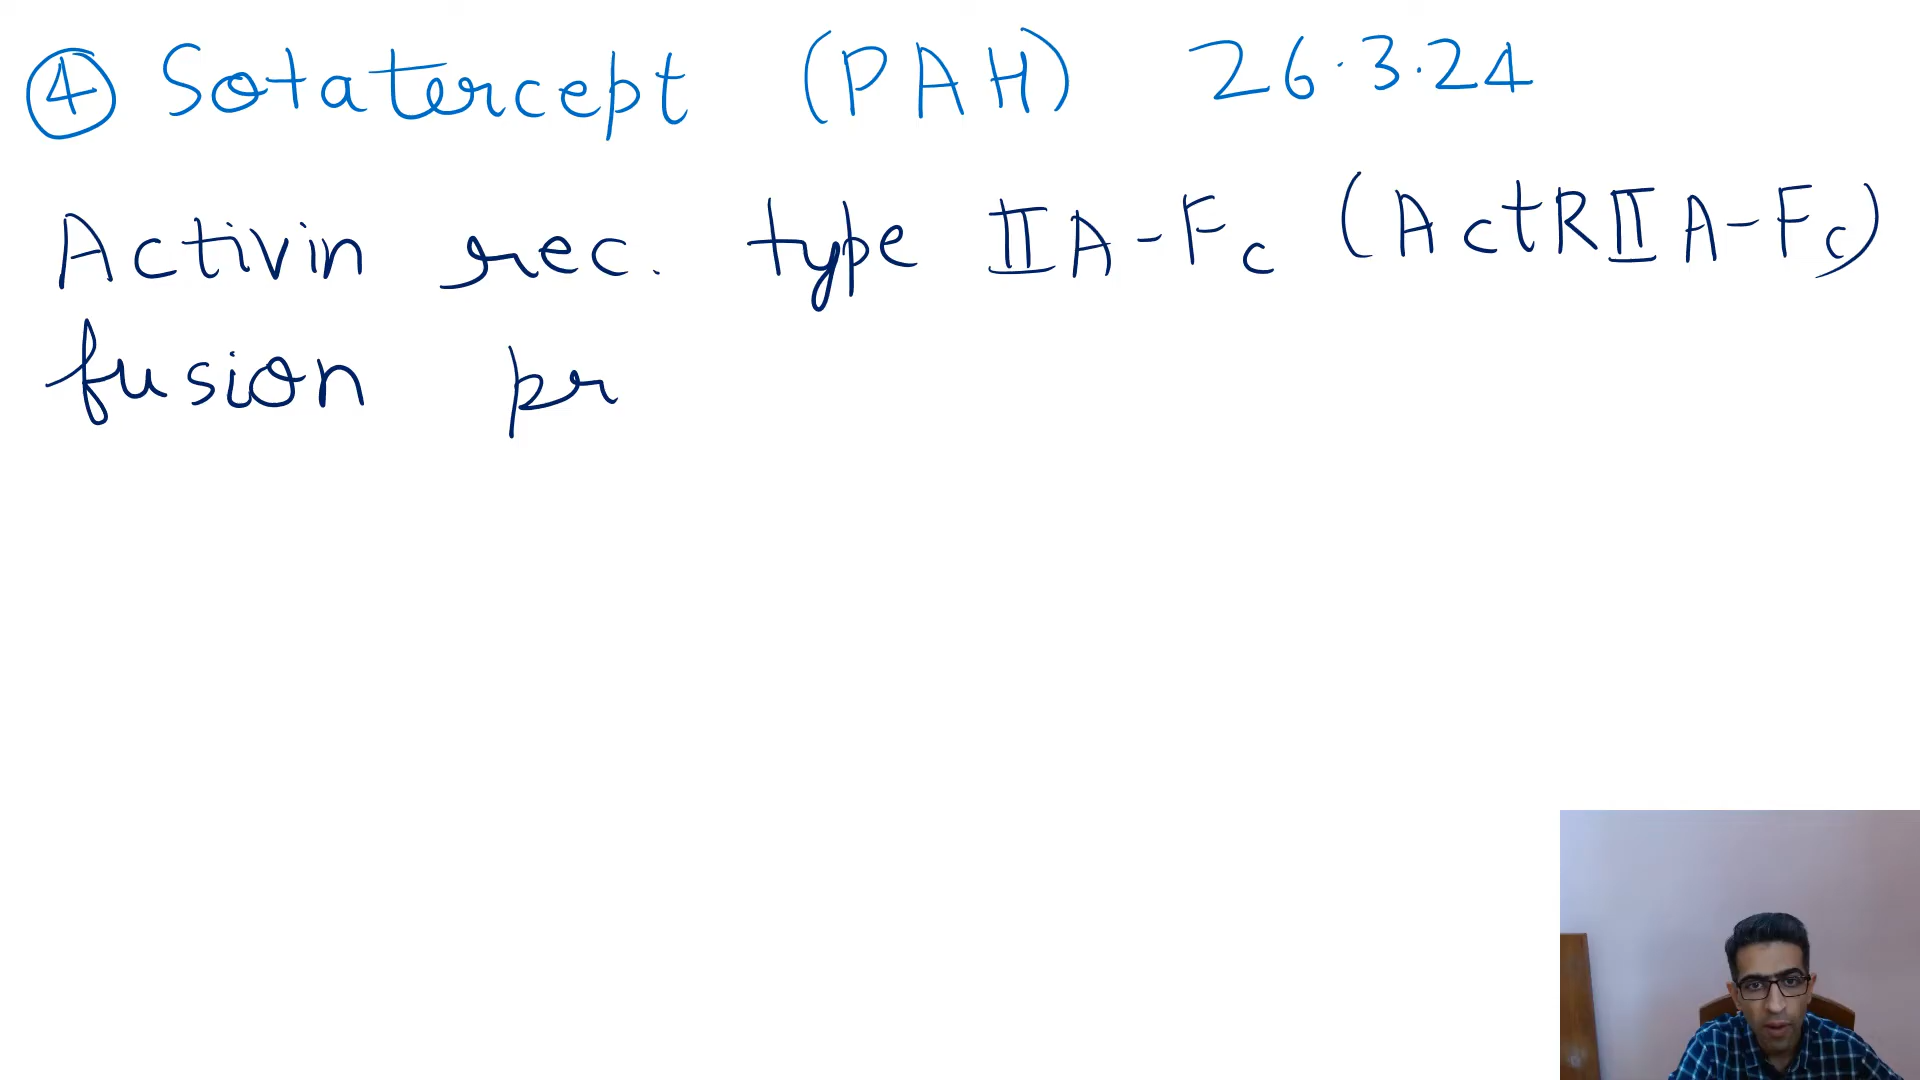 ④ Sotatercept (PAH) 26.3.24
Activin rec. type IIA-Fc (ActRIIA-Fc)
fusion pr